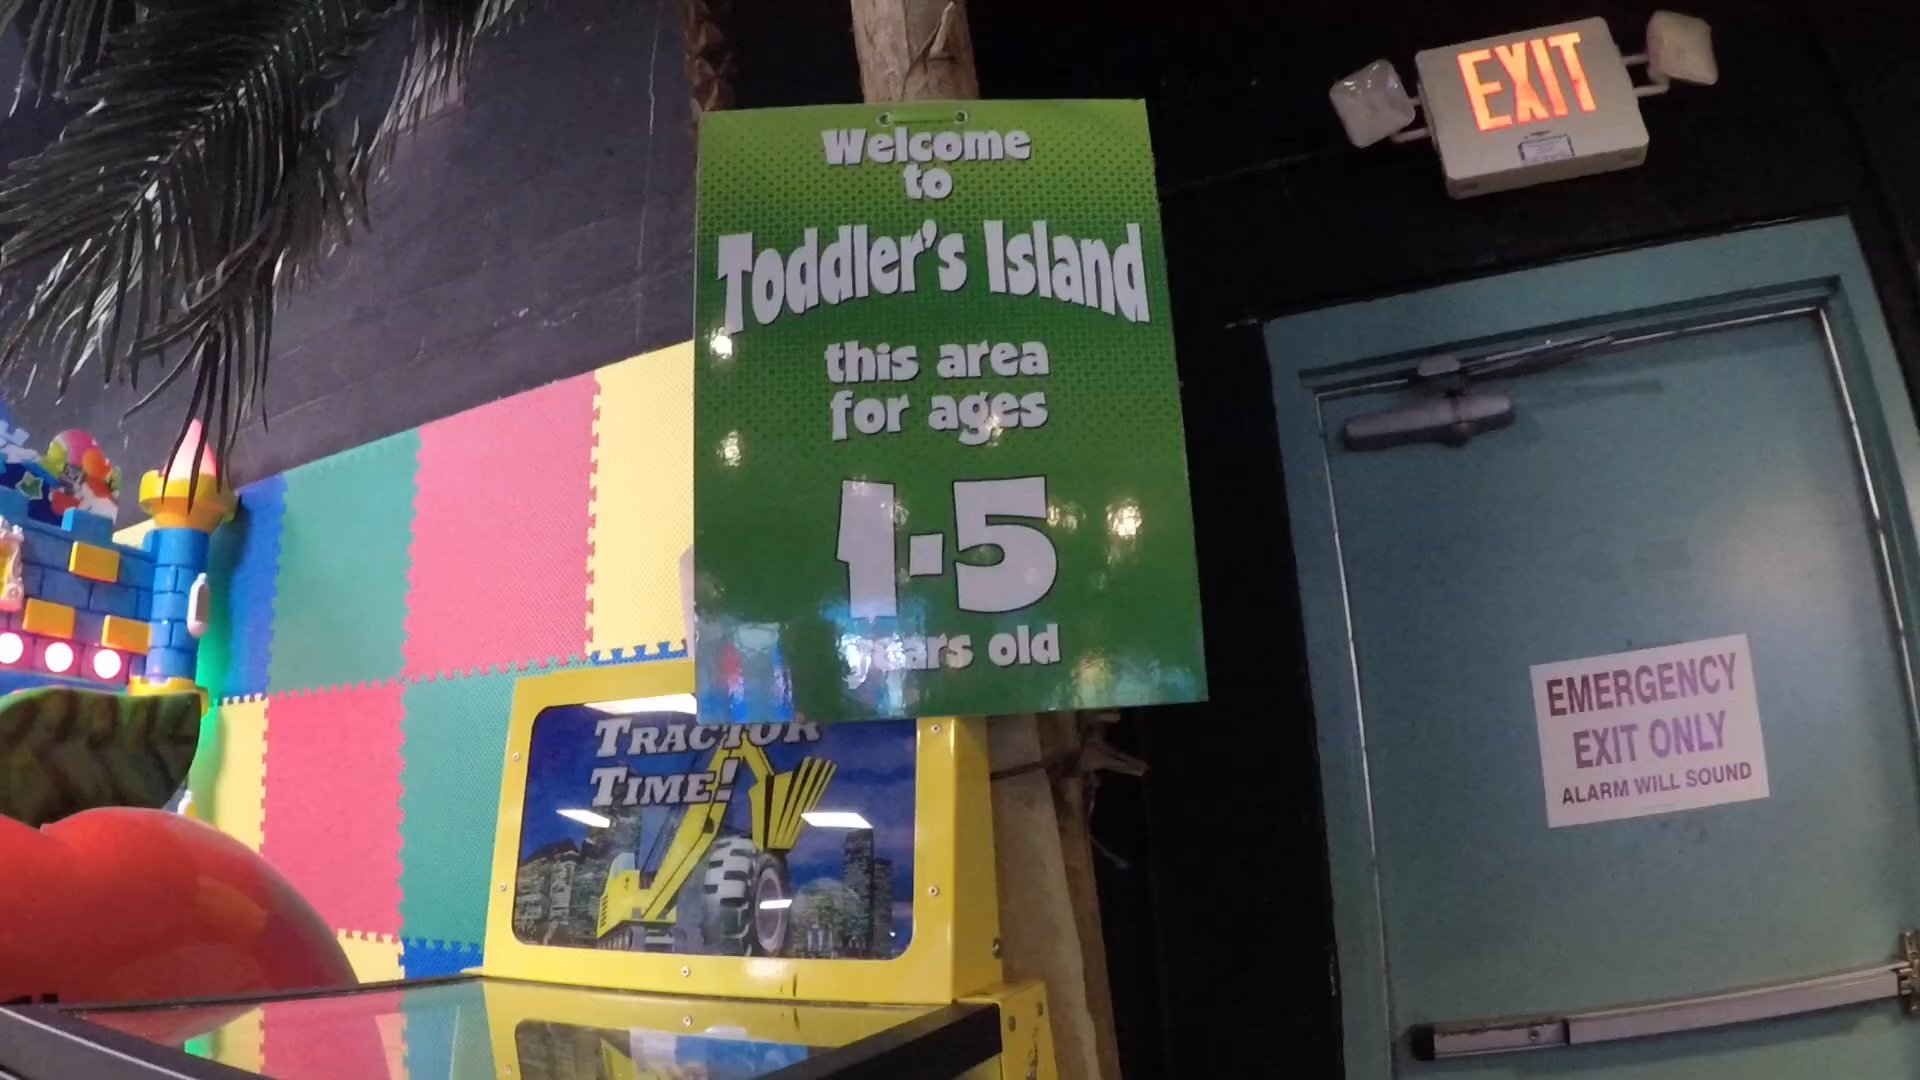 Welcome
to
Toddler's Island
this area
for ages
1-5
years old
TRACTOR
TIME!
EXIT
EMERGENCY
EXIT ONLY
ALARM WILL SOUND